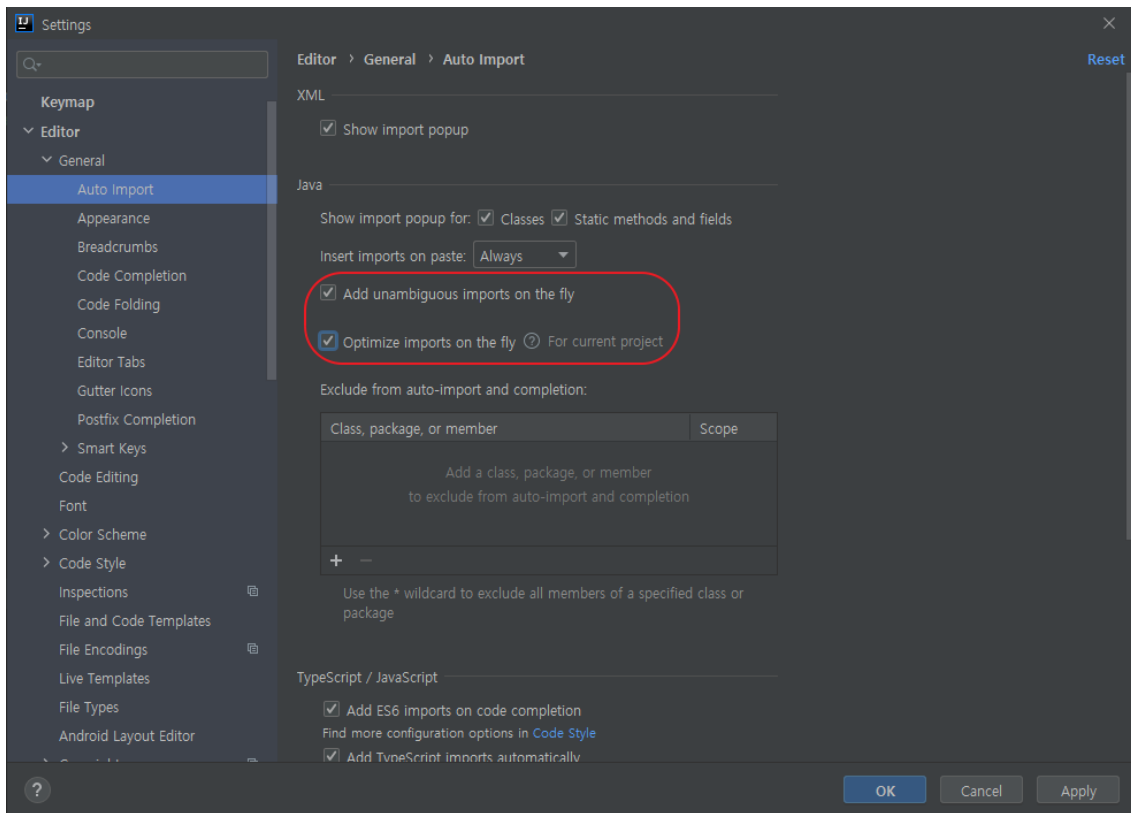 Settings
Keymap
Editor
General
Auto Import
Appearance
Breadcrumbs
Code Completion
Code Folding
Console
Editor Tabs
Gutter Icons
Postfix Completion
Smart Keys
Code Editing
Font
Color Scheme
Code Style
Inspections
File and Code Templates
File Encodings
Live Templates
File Types
Android Layout Editor
Editor › General › Auto Import
Reset
XML
Show import popup
Java
Show import popup for: Classes Static methods and fields
Insert imports on paste: Always
Add unambiguous imports on the fly
Optimize imports on the fly ? For current project
Exclude from auto-import and completion:
Class, package, or member Scope
Add a class, package, or member
to exclude from auto-import and completion
Use the * wildcard to exclude all members of a specified class or
package
TypeScript / JavaScript
Add ES6 imports on code completion
Find more configuration options in Code Style
Add TypeScript imports automatically
? OK Cancel Apply